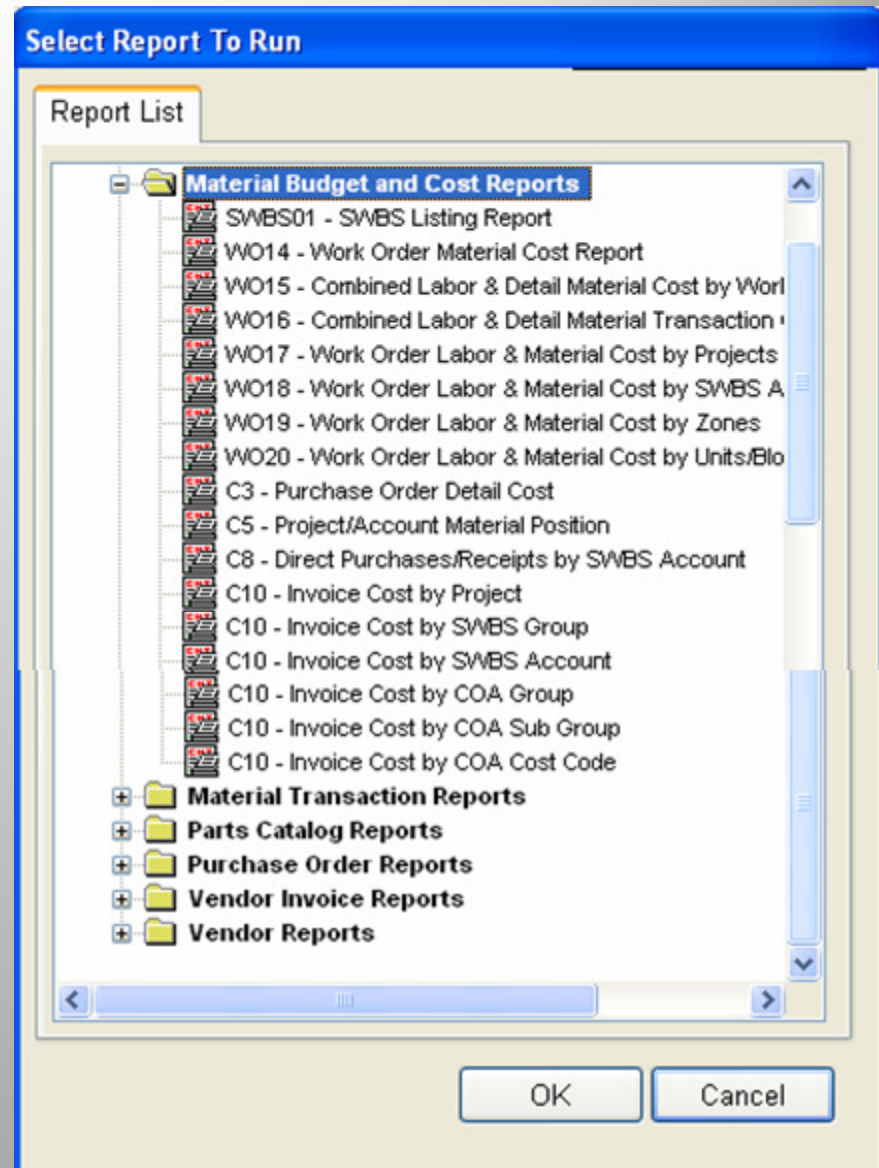 Select Report To Run
Report List
Material Budget and Cost Reports
SWBS01 - SWBS Listing Report
WO14 - Work Order Material Cost Report
WO15 - Combined Labor & Detail Material Cost by Worl
WO16 - Combined Labor & Detail Material Transaction
WO17 - Work Order Labor & Material Cost by Projects
WO18 - Work Order Labor & Material Cost by SWBS A
WO19 - Work Order Labor & Material Cost by Zones
WO20 - Work Order Labor & Material Cost by Units/Blo
C3 - Purchase Order Detail Cost
C5 - Project/Account Material Position
C8 - Direct Purchases/Receipts by SWBS Account
C10 - Invoice Cost by Project
C10 - Invoice Cost by SWBS Group
C10 - Invoice Cost by SWBS Account
C10 - Invoice Cost by COA Group
C10 - Invoice Cost by COA Sub Group
C10 - Invoice Cost by COA Cost Code
Material Transaction Reports
Parts Catalog Reports
Purchase Order Reports
Vendor Invoice Reports
Vendor Reports
OK Cancel